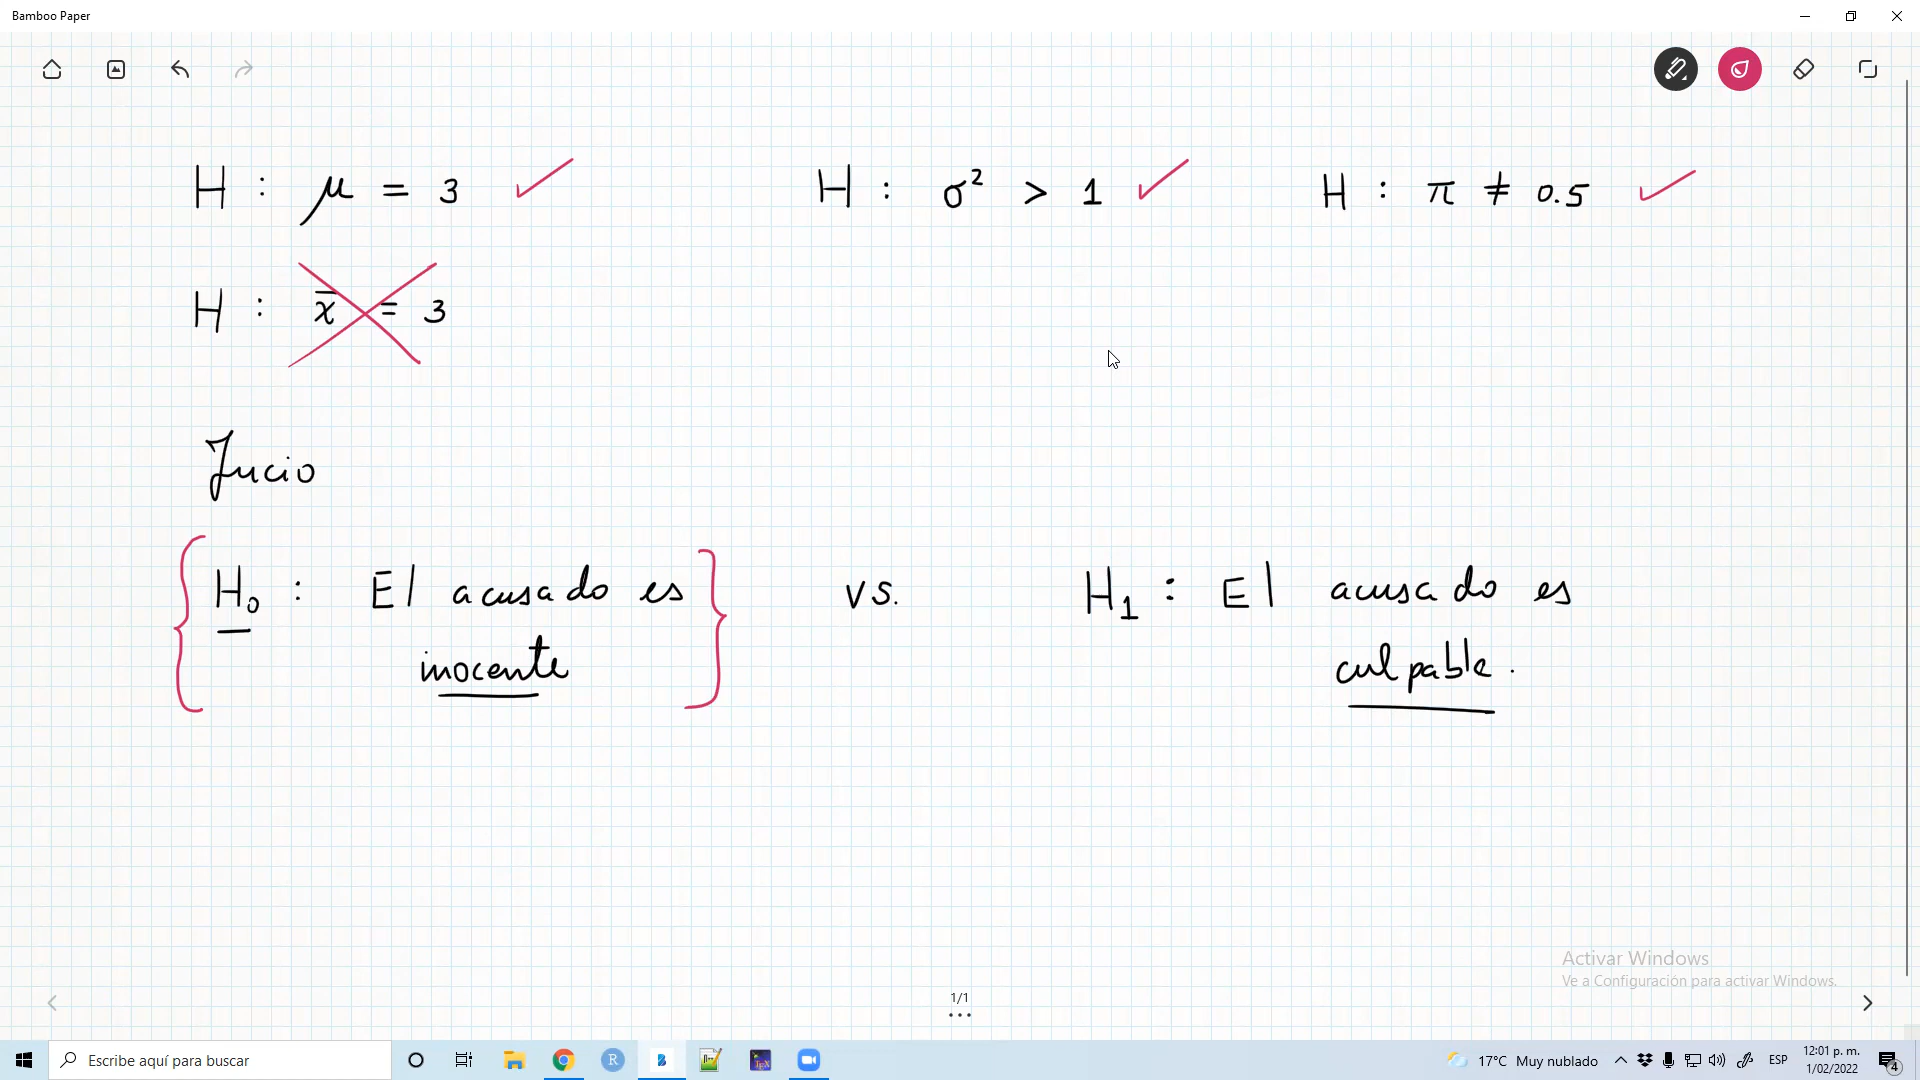 Bamboo Paper
H : μ = 3 ✓ H : σ² > 1 ✓ H : π ≠ 0.5 ✓
H : x̄ = 3
Jucio
H₀ : El acusado es vs. H₁ : El acusado es
inocente culpable.
Activar Windows
Ve a Configuración para activar Windows.
1/1
Escribe aquí para buscar
17°C Muy nublado
ESP
12:01 p. m.
1/02/2022
4